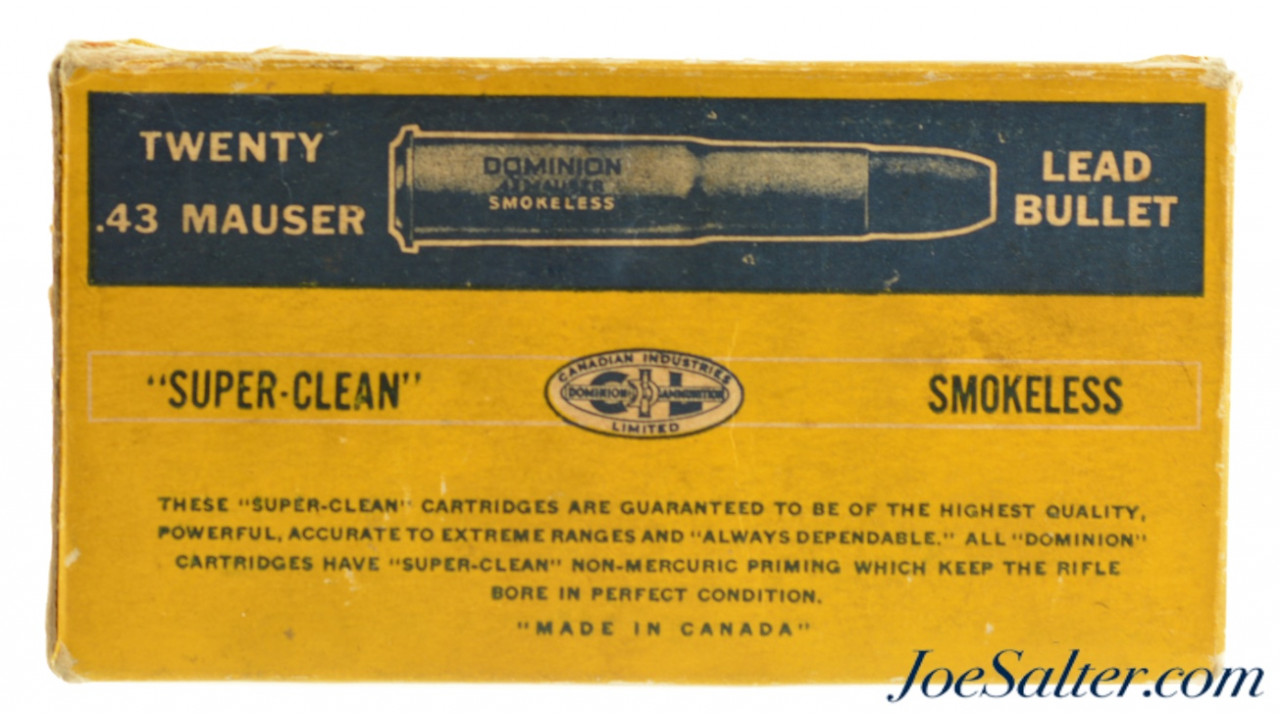 TWENTY
.43 MAUSER
DOMINION
.43 MAUSER
SMOKELESS
LEAD
BULLET
"SUPER-CLEAN"
CANADIAN INDUSTRIES
CIL
DOMINION AMMUNITION
LIMITED
SMOKELESS
THESE "SUPER-CLEAN" CARTRIDGES ARE GUARANTEED TO BE OF THE HIGHEST QUALITY,
POWERFUL, ACCURATE TO EXTREME RANGES AND "ALWAYS DEPENDABLE." ALL "DOMINION"
CARTRIDGES HAVE "SUPER-CLEAN" NON-MERCURIC PRIMING WHICH KEEP THE RIFLE
BORE IN PERFECT CONDITION.
"MADE IN CANADA"
JoeSalter.com